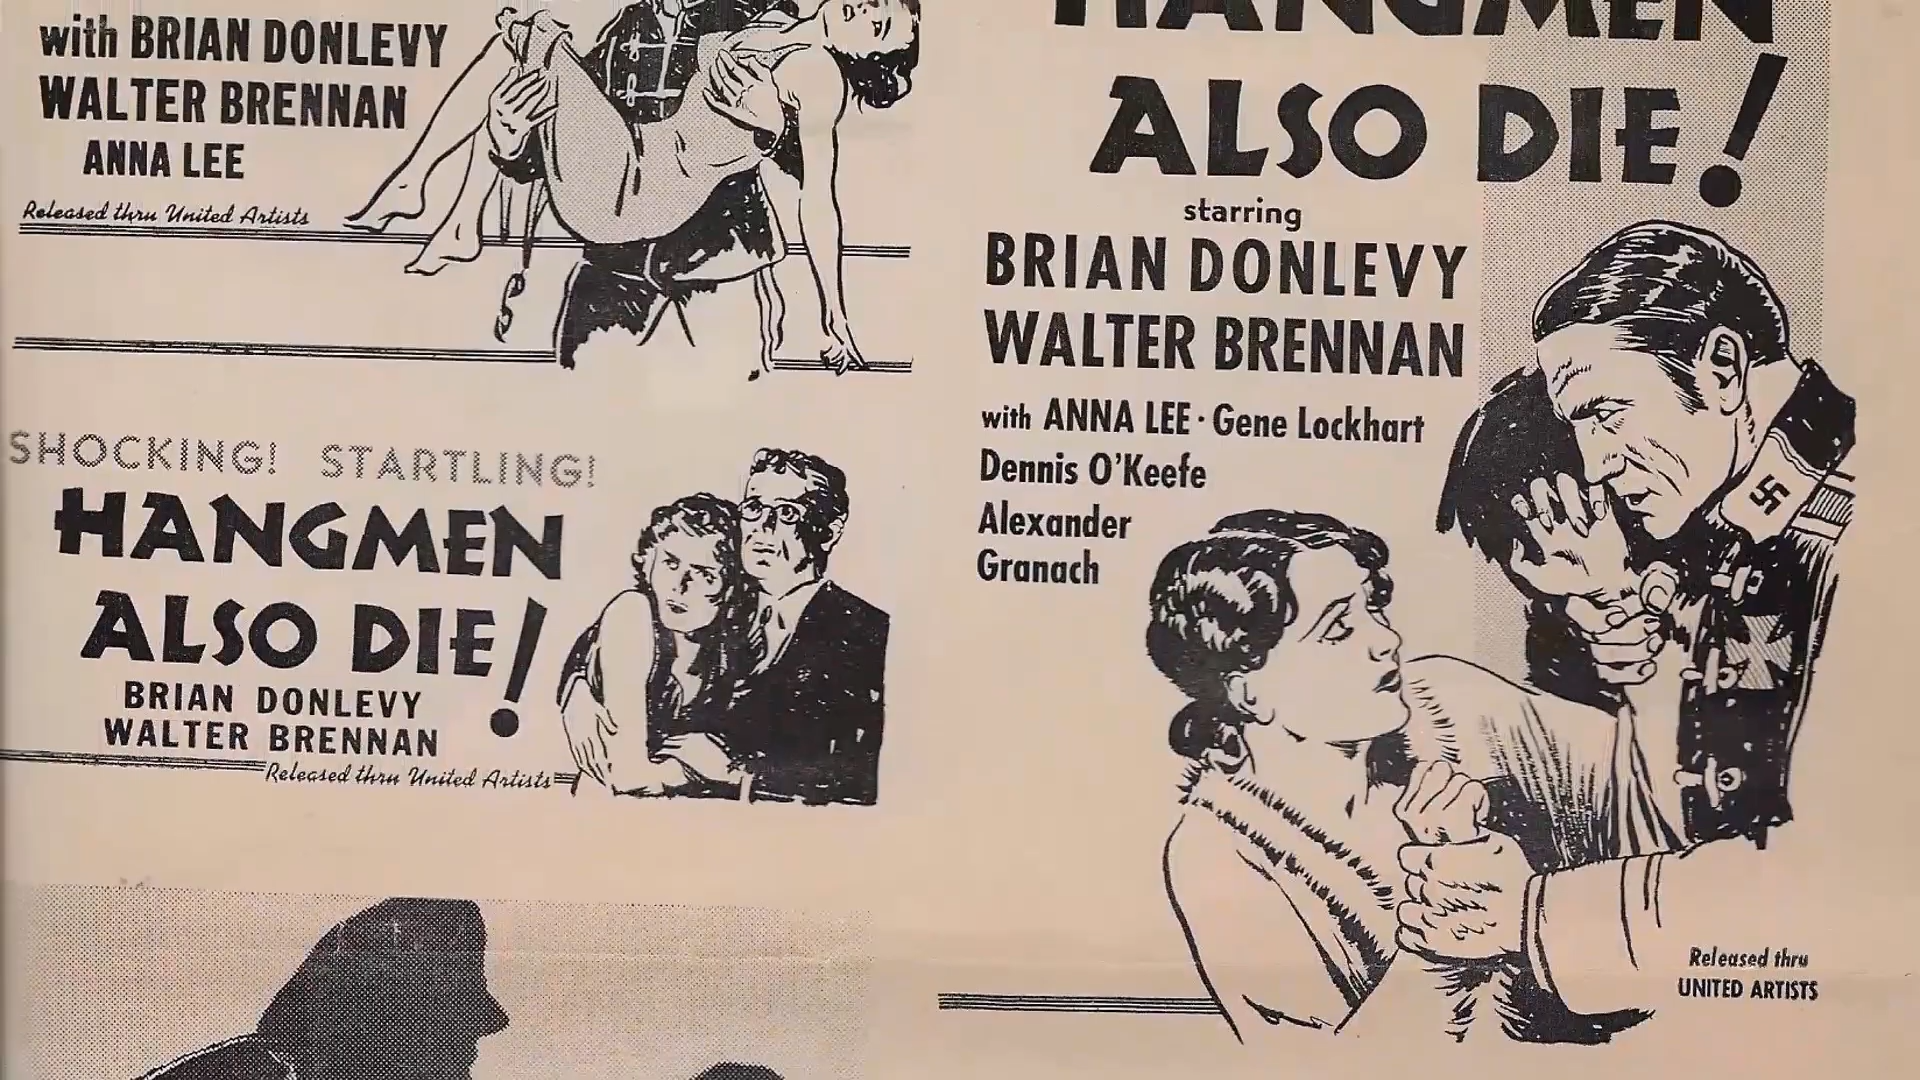 with BRIAN DONLEVY
WALTER BRENNAN
ANNA LEE
Released thru United Artists
SHOCKING! STARTLING!
HANGMEN
ALSO DIE!
BRIAN DONLEVY
WALTER BRENNAN
Released thru United Artists
HANGMEN
ALSO DIE!
starring
BRIAN DONLEVY
WALTER BRENNAN
with ANNA LEE · Gene Lockhart
Dennis O'Keefe
Alexander
Granach
Released thru
UNITED ARTISTS